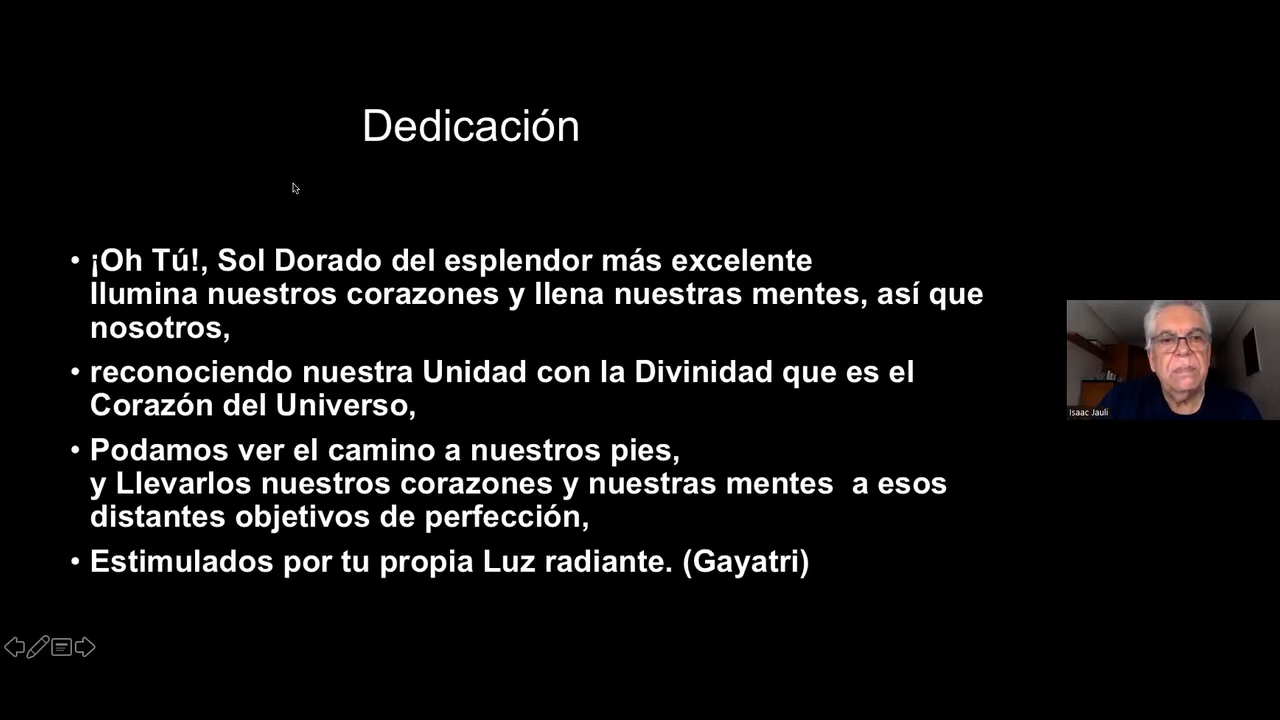 Dedicación
• ¡Oh Tú!, Sol Dorado del esplendor más excelente
Ilumina nuestros corazones y llena nuestras mentes, así que
nosotros,
• reconociendo nuestra Unidad con la Divinidad que es el
Corazón del Universo,
• Podamos ver el camino a nuestros pies,
y Llevarlos nuestros corazones y nuestras mentes  a esos
distantes objetivos de perfección,
• Estimulados por tu propia Luz radiante. (Gayatri)
Isaac Jauli